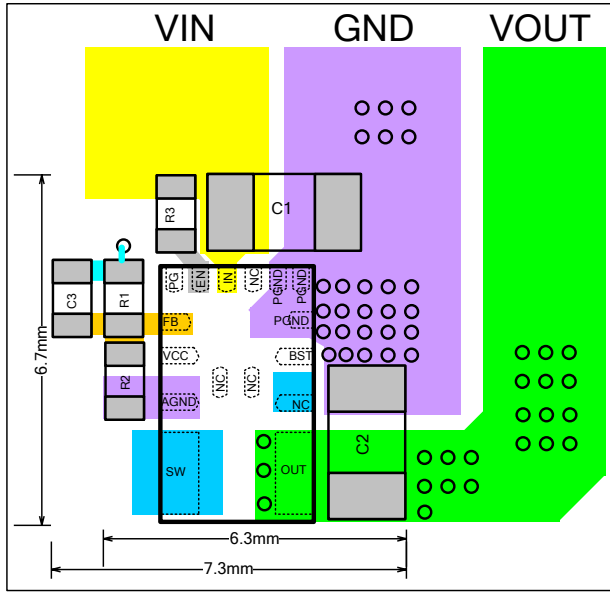 VIN GND VOUT
R3
C1
PG EN IN NC PGND PGND
C3 R1
FB PGND
VCC BST
R2
NC NC
AGND NC
C2
SW OUT
6.7mm
6.3mm
7.3mm